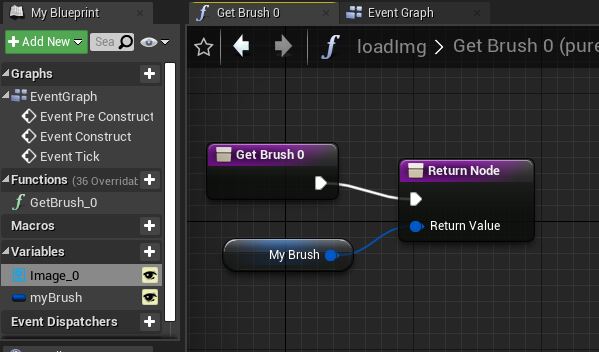 My Blueprint
Get Brush 0
Event Graph
Add New
Sea
loadImg > Get Brush 0 (pure
Graphs
EventGraph
Event Pre Construct
Event Construct
Event Tick
Functions (36 Overridab
GetBrush_0
Macros
Variables
Image_0
myBrush
Event Dispatchers
Get Brush 0
Return Node
Return Value
My Brush